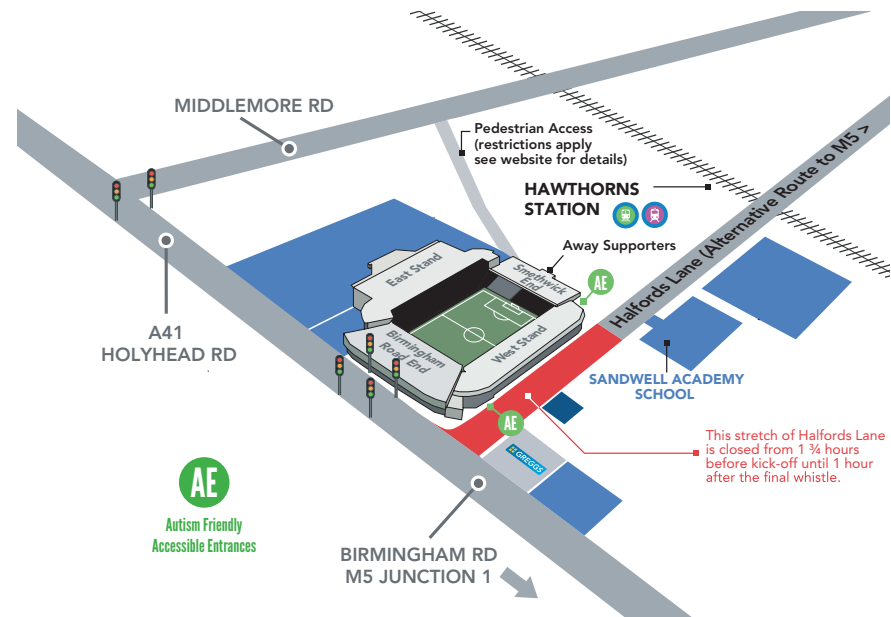 MIDDLEMORE RD
Pedestrian Access
(restrictions apply
see website for details)
HAWTHORNS
STATION
Halfords Lane (Alternative Route to M5 >
Away Supporters
AE
East Stand
Smethwick
End
A41
HOLYHEAD RD
Birmingham
Road End
West Stand
SANDWELL ACADEMY
SCHOOL
AE
This stretch of Halfords Lane
is closed from 1 ¾ hours
before kick-off until 1 hour
after the final whistle.
GREGGS
AE
Autism Friendly
Accessible Entrances
BIRMINGHAM RD
M5 JUNCTION 1